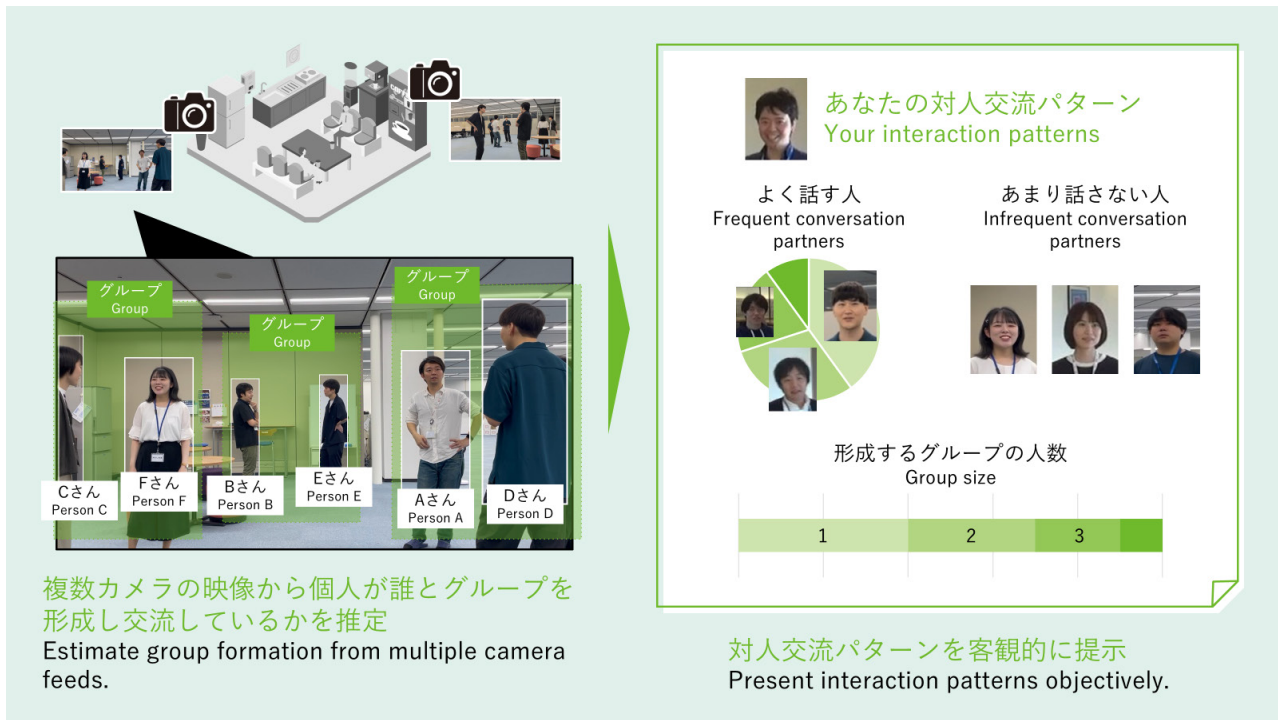 グループ
Group
グループ
Group
グループ
Group
Cさん
Person C
Fさん
Person F
Bさん
Person B
Eさん
Person E
Aさん
Person A
Dさん
Person D
複数カメラの映像から個人が誰とグループを
形成し交流しているかを推定
Estimate group formation from multiple camera
feeds.
あなたの対人交流パターン
Your interaction patterns
よく話す人
Frequent conversation
partners
あまり話さない人
Infrequent conversation
partners
形成するグループの人数
Group size
1 2 3
対人交流パターンを客観的に提示
Present interaction patterns objectively.